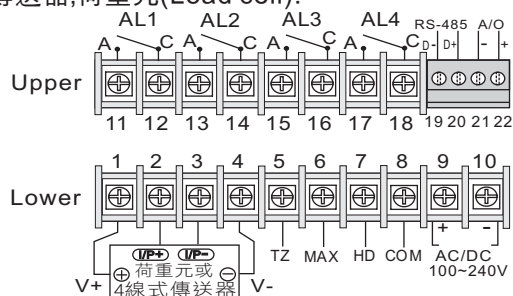 傳送器,荷重元(Load cell).
AL1 AL2 AL3 AL4 RS-485 A/O
A C A C A C A C D- D+ - +
Upper
11 12 13 14 15 16 17 18 19 20 21 22
1 2 3 4 5 6 7 8 9 10
Lower
+ -
I/P+ I/P- TZ MAX HD COM AC/DC
100~240V
V+ 荷重元或 V-
4線式傳送器